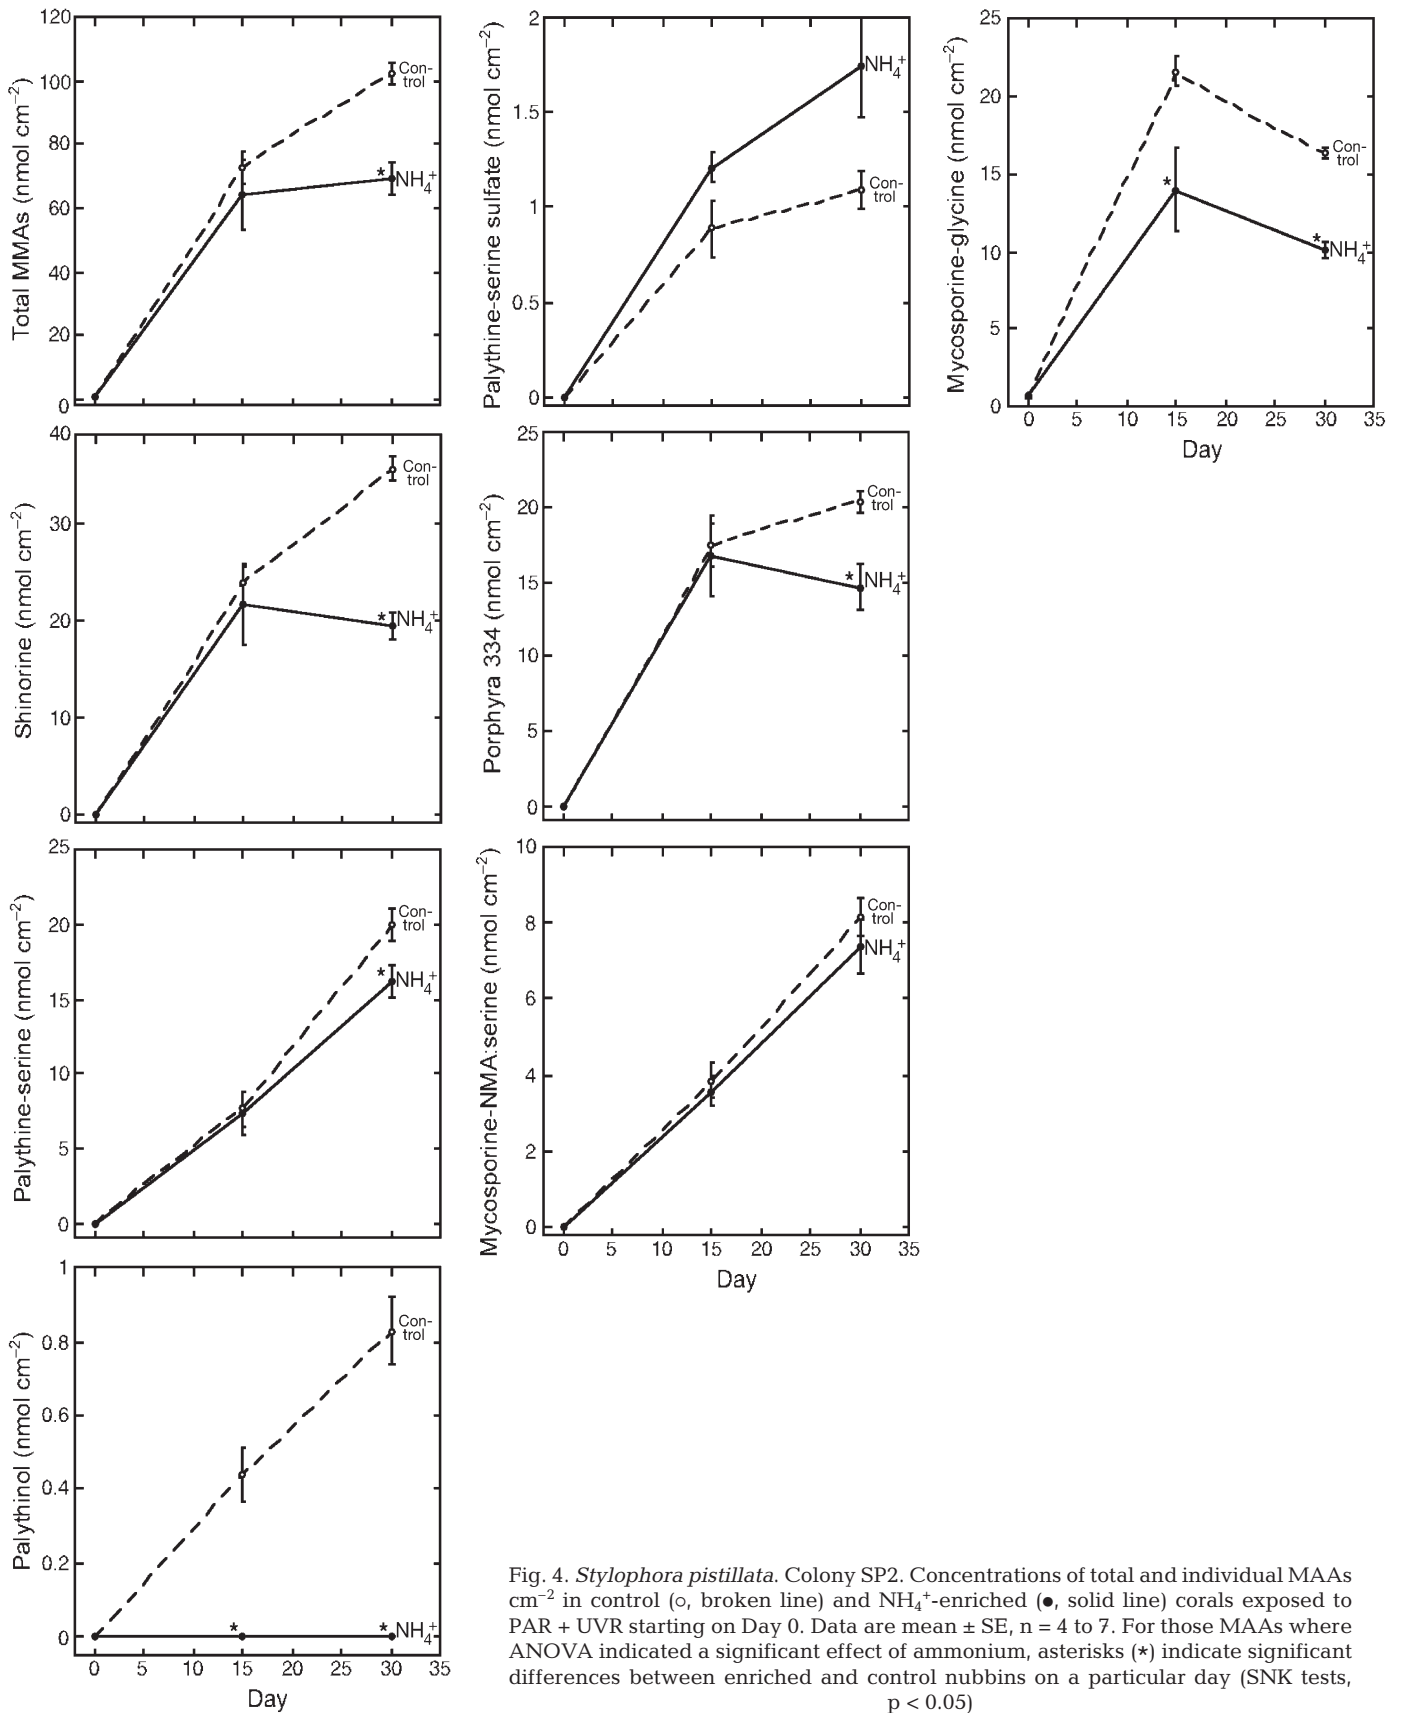 Total MMAs (nmol cm⁻²)
120
100
80
60
40
20
0
Con-
trol
* NH₄⁺
Palythine-serine sulfate (nmol cm⁻²)
2
1.5
1
0.5
0
NH₄⁺
Con-
trol
Mycosporine-glycine (nmol cm⁻²)
25
20
15
10
5
0
*
Con-
trol
* NH₄⁺
0 5 10 15 20 25 30 35
Day
Shinorine (nmol cm⁻²)
40
30
20
10
0
Con-
trol
* NH₄⁺
Porphyra 334 (nmol cm⁻²)
25
20
15
10
5
0
Con-
trol
* NH₄⁺
Palythine-serine (nmol cm⁻²)
25
20
15
10
5
0
Con-
trol
* NH₄⁺
Mycosporine-NMA:serine (nmol cm⁻²)
10
8
6
4
2
0
Con-
trol
NH₄⁺
0 5 10 15 20 25 30 35
Day
Palythinol (nmol cm⁻²)
1
0.8
0.6
0.4
0.2
0
Con-
trol
*
* NH₄⁺
0 5 10 15 20 25 30 35
Day
Fig. 4. Stylophora pistillata. Colony SP2. Concentrations of total and individual MAAs
cm⁻² in control (○, broken line) and NH₄⁺-enriched (●, solid line) corals exposed to
PAR + UVR starting on Day 0. Data are mean ± SE, n = 4 to 7. For those MAAs where
ANOVA indicated a significant effect of ammonium, asterisks (*) indicate significant
differences between enriched and control nubbins on a particular day (SNK tests,
p < 0.05)